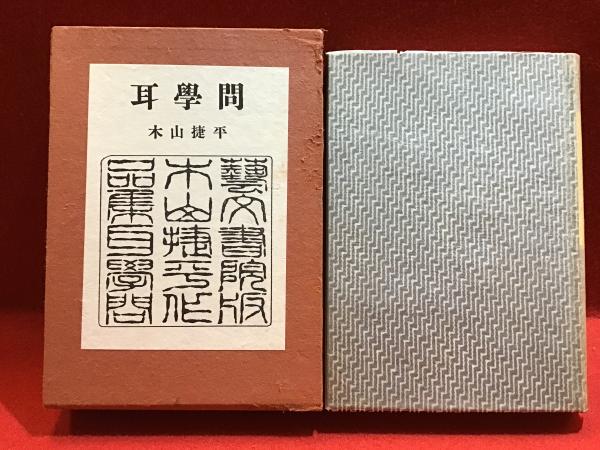 耳學問
木山捷平
藝文書院版
木山捷平作
品集耳學問